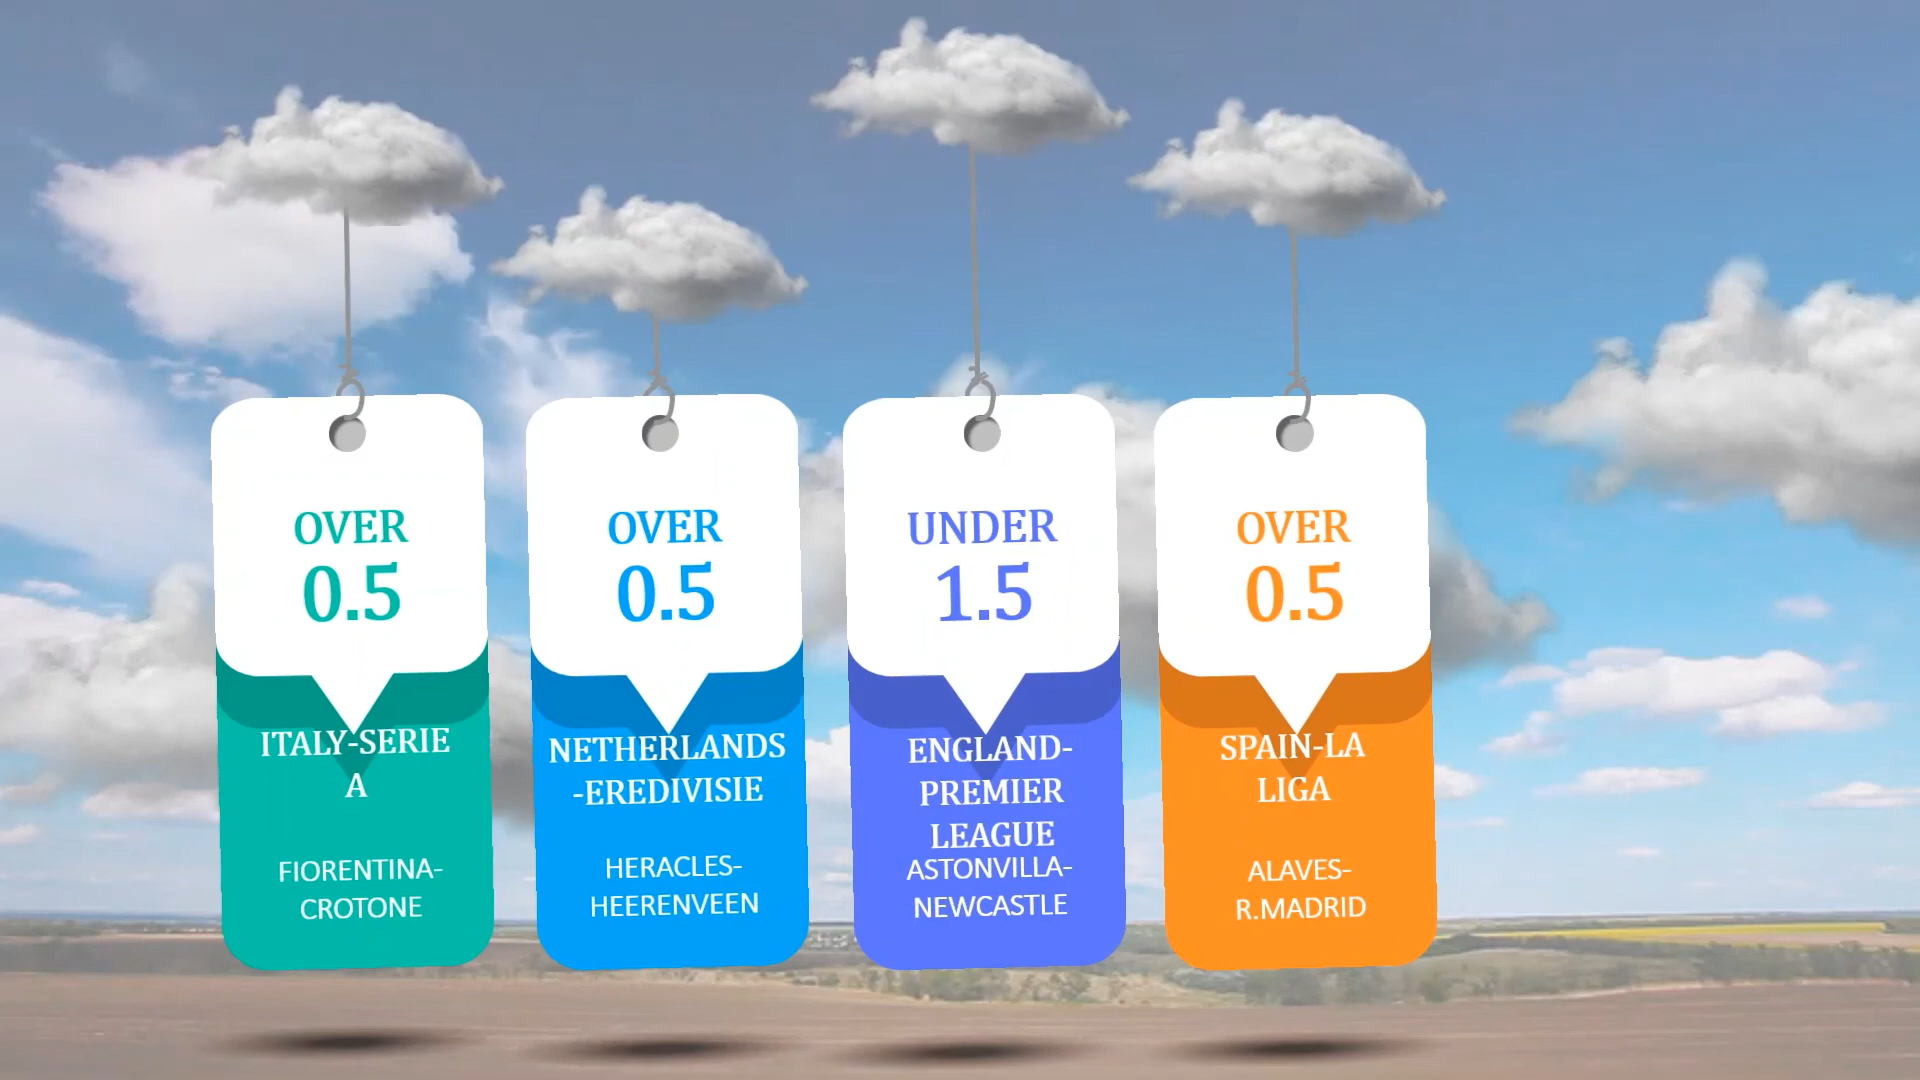 OVER
0.5
ITALY-SERIE
A
FIORENTINA-
CROTONE
OVER
0.5
NETHERLANDS
-EREDIVISIE
HERACLES-
HEERENVEEN
UNDER
1.5
ENGLAND-
PREMIER
LEAGUE
ASTONVILLA-
NEWCASTLE
OVER
0.5
SPAIN-LA
LIGA
ALAVES-
R.MADRID